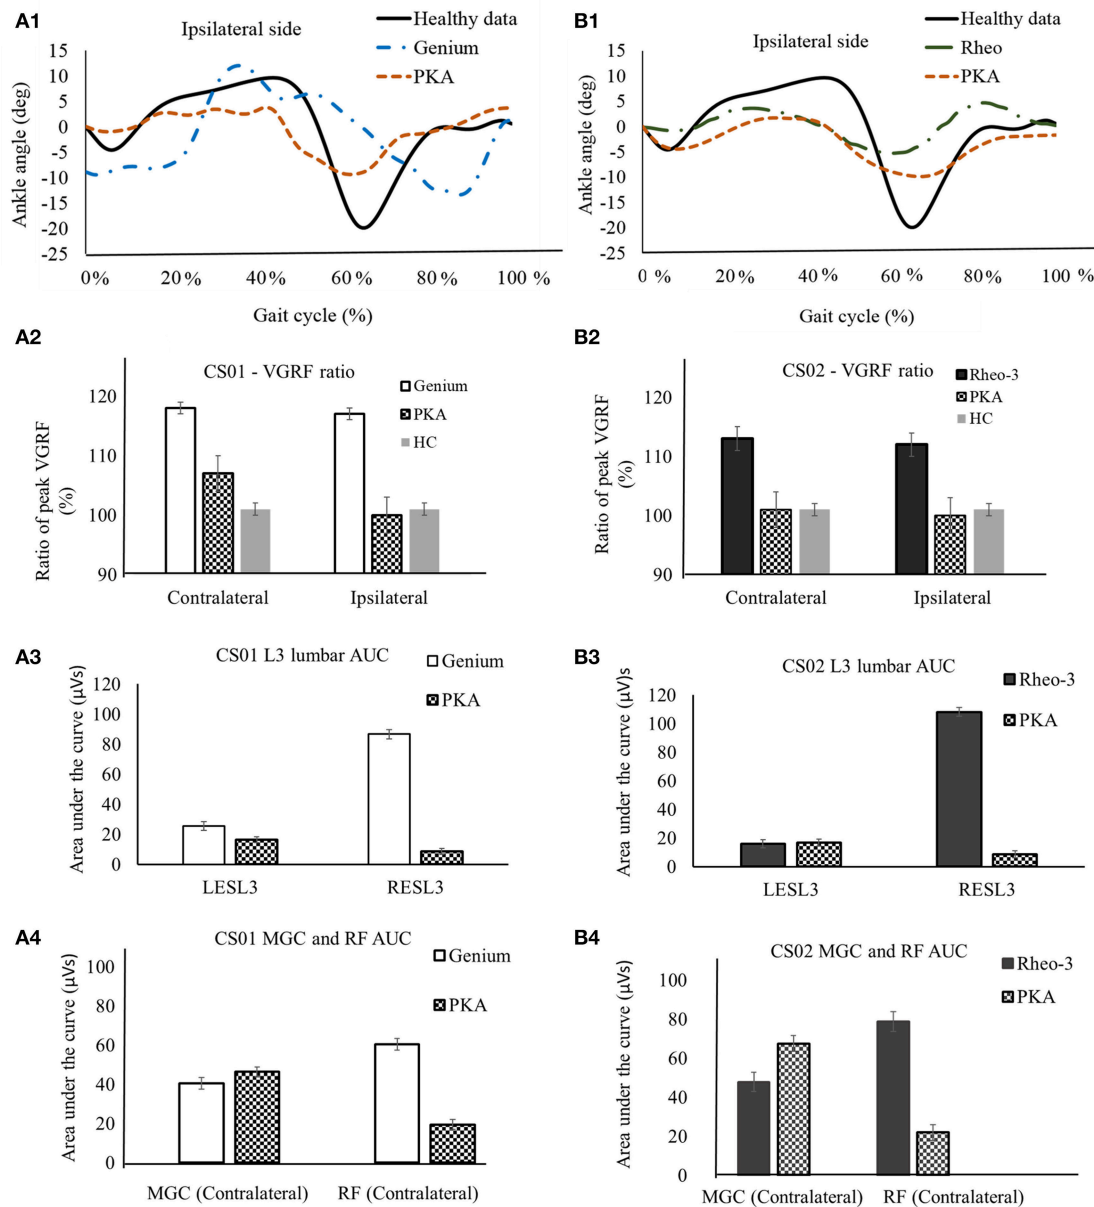 A1
Ipsilateral side
Healthy data
Genium
PKA
15
10
5
0
-5
-10
-15
-20
-25
Ankle angle (deg)
0% 20% 40% 60% 80% 100 %
Gait cycle (%)
B1
Ipsilateral side
Healthy data
Rheo
PKA
15
10
5
0
-5
-10
-15
-20
-25
Ankle angle (deg)
0 % 20 % 40 % 60 % 80 % 100 %
Gait cycle (%)
A2
CS01 - VGRF ratio
Genium
PKA
HC
120
110
100
90
Ratio of peak VGRF
(%)
Contralateral Ipsilateral
B2
CS02 - VGRF ratio
Rheo-3
PKA
HC
120
110
100
90
Ratio of peak VGRF
(%)
Contralateral Ipsilateral
A3
CS01 L3 lumbar AUC
Genium
PKA
120
100
80
60
40
20
0
Area under the curve (µVs)
LESL3 RESL3
B3
CS02 L3 lumbar AUC
Rheo-3
PKA
120
100
80
60
40
20
0
Area under the curve (µV)s
LESL3 RESL3
A4
CS01 MGC and RF AUC
Genium
PKA
100
80
60
40
20
0
Area under the curve (µVs)
MGC (Contralateral) RF (Contralateral)
B4
CS02 MGC and RF AUC
Rheo-3
PKA
100
80
60
40
20
0
Area under the curve (µVs)
MGC (Contralateral) RF (Contralateral)